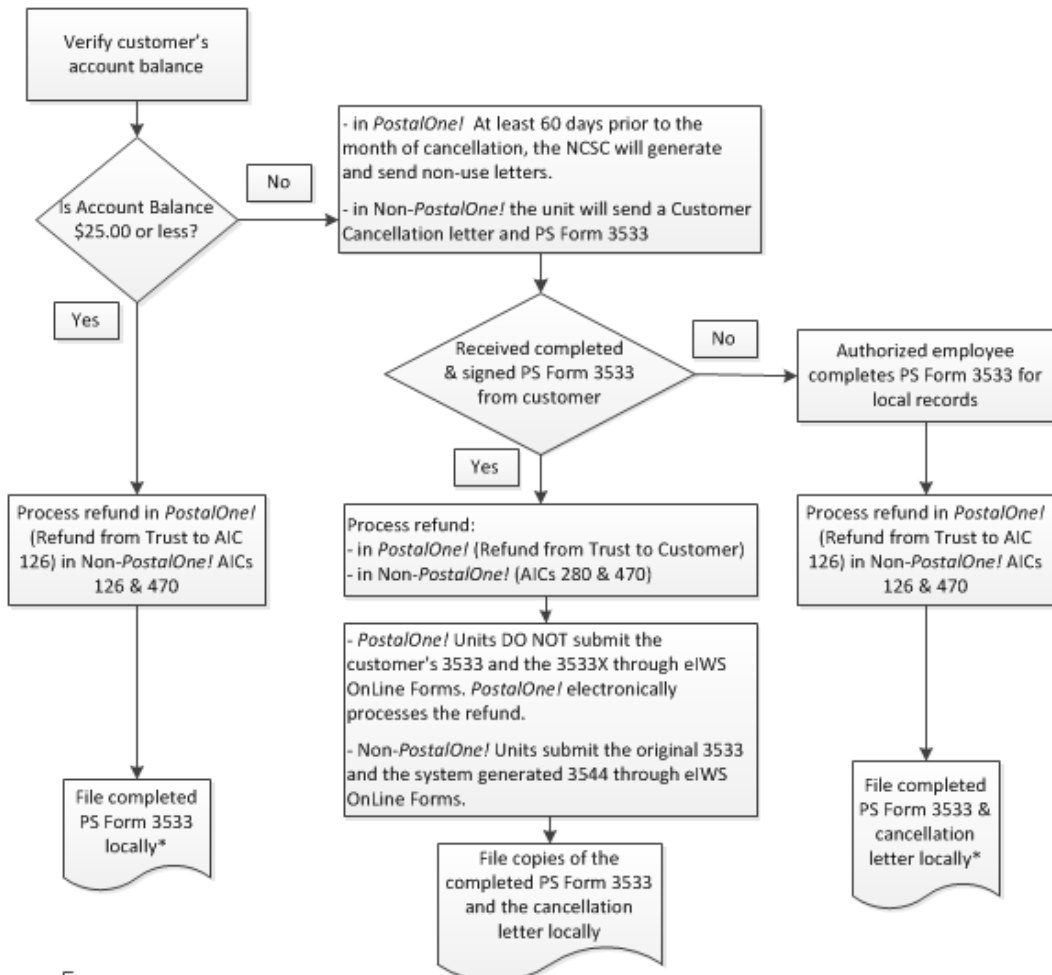 Verify customer's
account balance
Is Account Balance
$25.00 or less?
No
- in PostalOne! At least 60 days prior to the
month of cancellation, the NCSC will generate
and send non-use letters.
- in Non-PostalOne! the unit will send a Customer
Cancellation letter and PS Form 3533
Yes
Received completed
& signed PS Form 3533
from customer
No
Authorized employee
completes PS Form 3533 for
local records
Yes
Process refund in PostalOne!
(Refund from Trust to AIC
126) in Non-PostalOne! AICs
126 & 470
Process refund:
- in PostalOne! (Refund from Trust to Customer)
- in Non-PostalOne! (AICs 280 & 470)
Process refund in PostalOne!
(Refund from Trust to AIC
126) in Non-PostalOne! AICs
126 & 470
- PostalOne! Units DO NOT submit the
customer's 3533 and the 3533X through eIWS
OnLine Forms. PostalOne! electronically
processes the refund.
- Non-PostalOne! Units submit the original 3533
and the system generated 3544 through eIWS
OnLine Forms.
File completed
PS Form 3533
locally*
File copies of the
completed PS Form 3533
and the cancellation
letter locally
File completed
PS Form 3533 &
cancellation
letter locally*